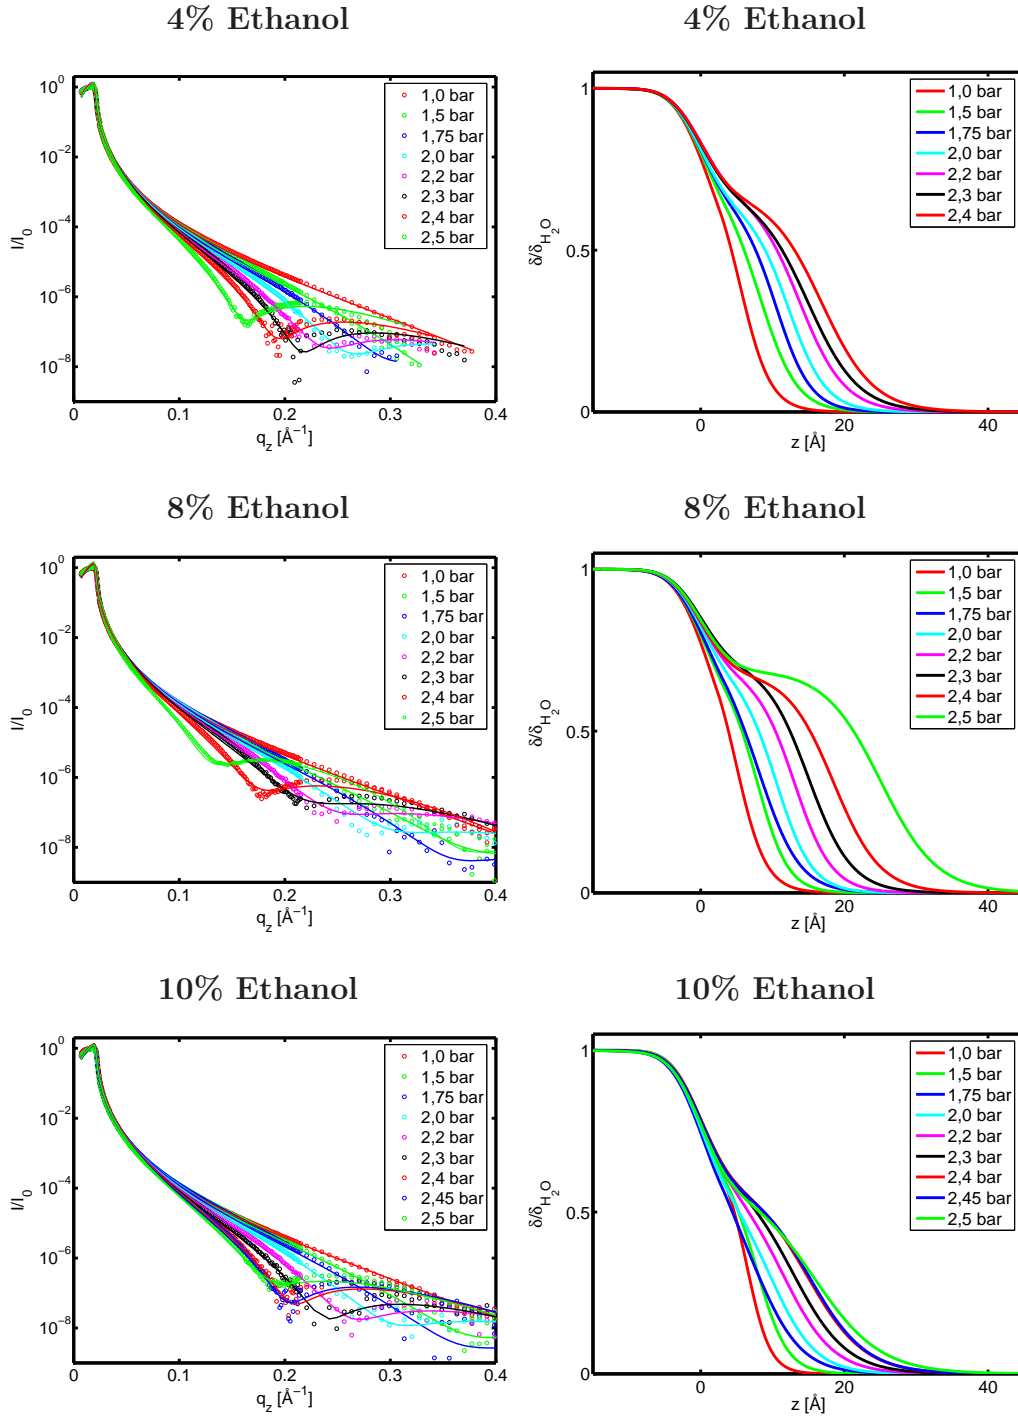 4% Ethanol
10^0
10^-2
10^-4
10^-6
10^-8
I/I_0
0
0.1
0.2
0.3
0.4
q_z [Å^-1]
1,0 bar
1,5 bar
1,75 bar
2,0 bar
2,2 bar
2,3 bar
2,4 bar
2,5 bar
4% Ethanol
1
0.5
0
δ/δ_H_2O
0
20
40
z [Å]
1,0 bar
1,5 bar
1,75 bar
2,0 bar
2,2 bar
2,3 bar
2,4 bar
8% Ethanol
10^0
10^-2
10^-4
10^-6
10^-8
I/I_0
0
0.1
0.2
0.3
0.4
q_z [Å^-1]
1,0 bar
1,5 bar
1,75 bar
2,0 bar
2,2 bar
2,3 bar
2,4 bar
2,5 bar
8% Ethanol
1
0.5
0
δ/δ_H_2O
0
20
40
z [Å]
1,0 bar
1,5 bar
1,75 bar
2,0 bar
2,2 bar
2,3 bar
2,4 bar
2,5 bar
10% Ethanol
10^0
10^-2
10^-4
10^-6
10^-8
I/I_0
0
0.1
0.2
0.3
0.4
q_z [Å^-1]
1,0 bar
1,5 bar
1,75 bar
2,0 bar
2,2 bar
2,3 bar
2,4 bar
2,45 bar
2,5 bar
10% Ethanol
1
0.5
0
δ/δ_H_2O
0
20
40
z [Å]
1,0 bar
1,5 bar
1,75 bar
2,0 bar
2,2 bar
2,3 bar
2,4 bar
2,45 bar
2,5 bar